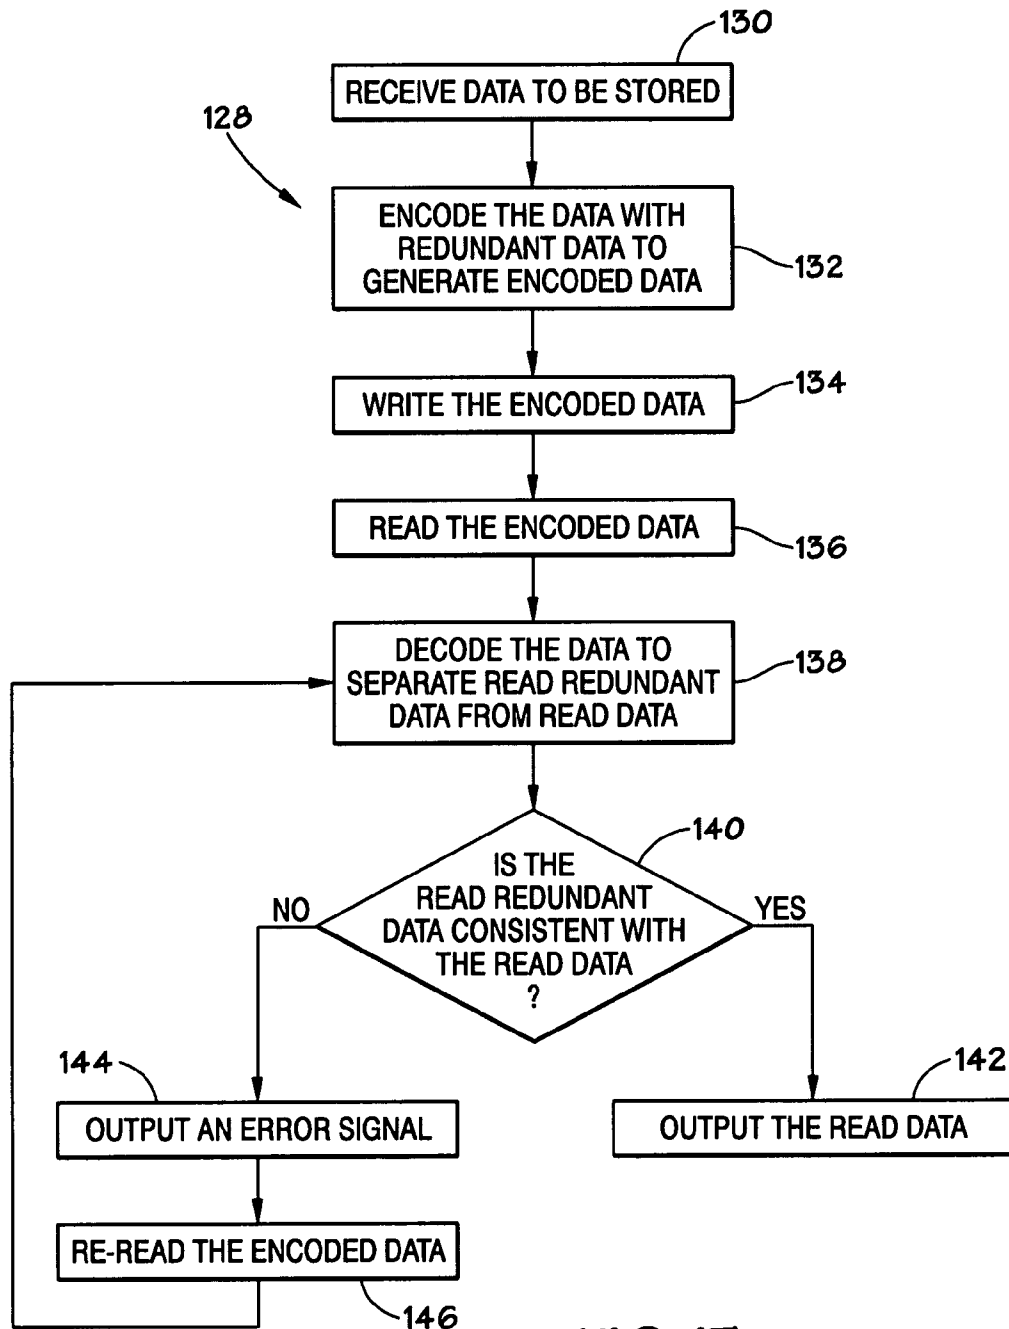 130
RECEIVE DATA TO BE STORED
128
ENCODE THE DATA WITH
REDUNDANT DATA TO
GENERATE ENCODED DATA
132
WRITE THE ENCODED DATA
134
READ THE ENCODED DATA
136
DECODE THE DATA TO
SEPARATE READ REDUNDANT
DATA FROM READ DATA
138
140
IS THE
READ REDUNDANT
DATA CONSISTENT WITH
THE READ DATA
?
NO
YES
144
OUTPUT AN ERROR SIGNAL
142
OUTPUT THE READ DATA
RE-READ THE ENCODED DATA
146